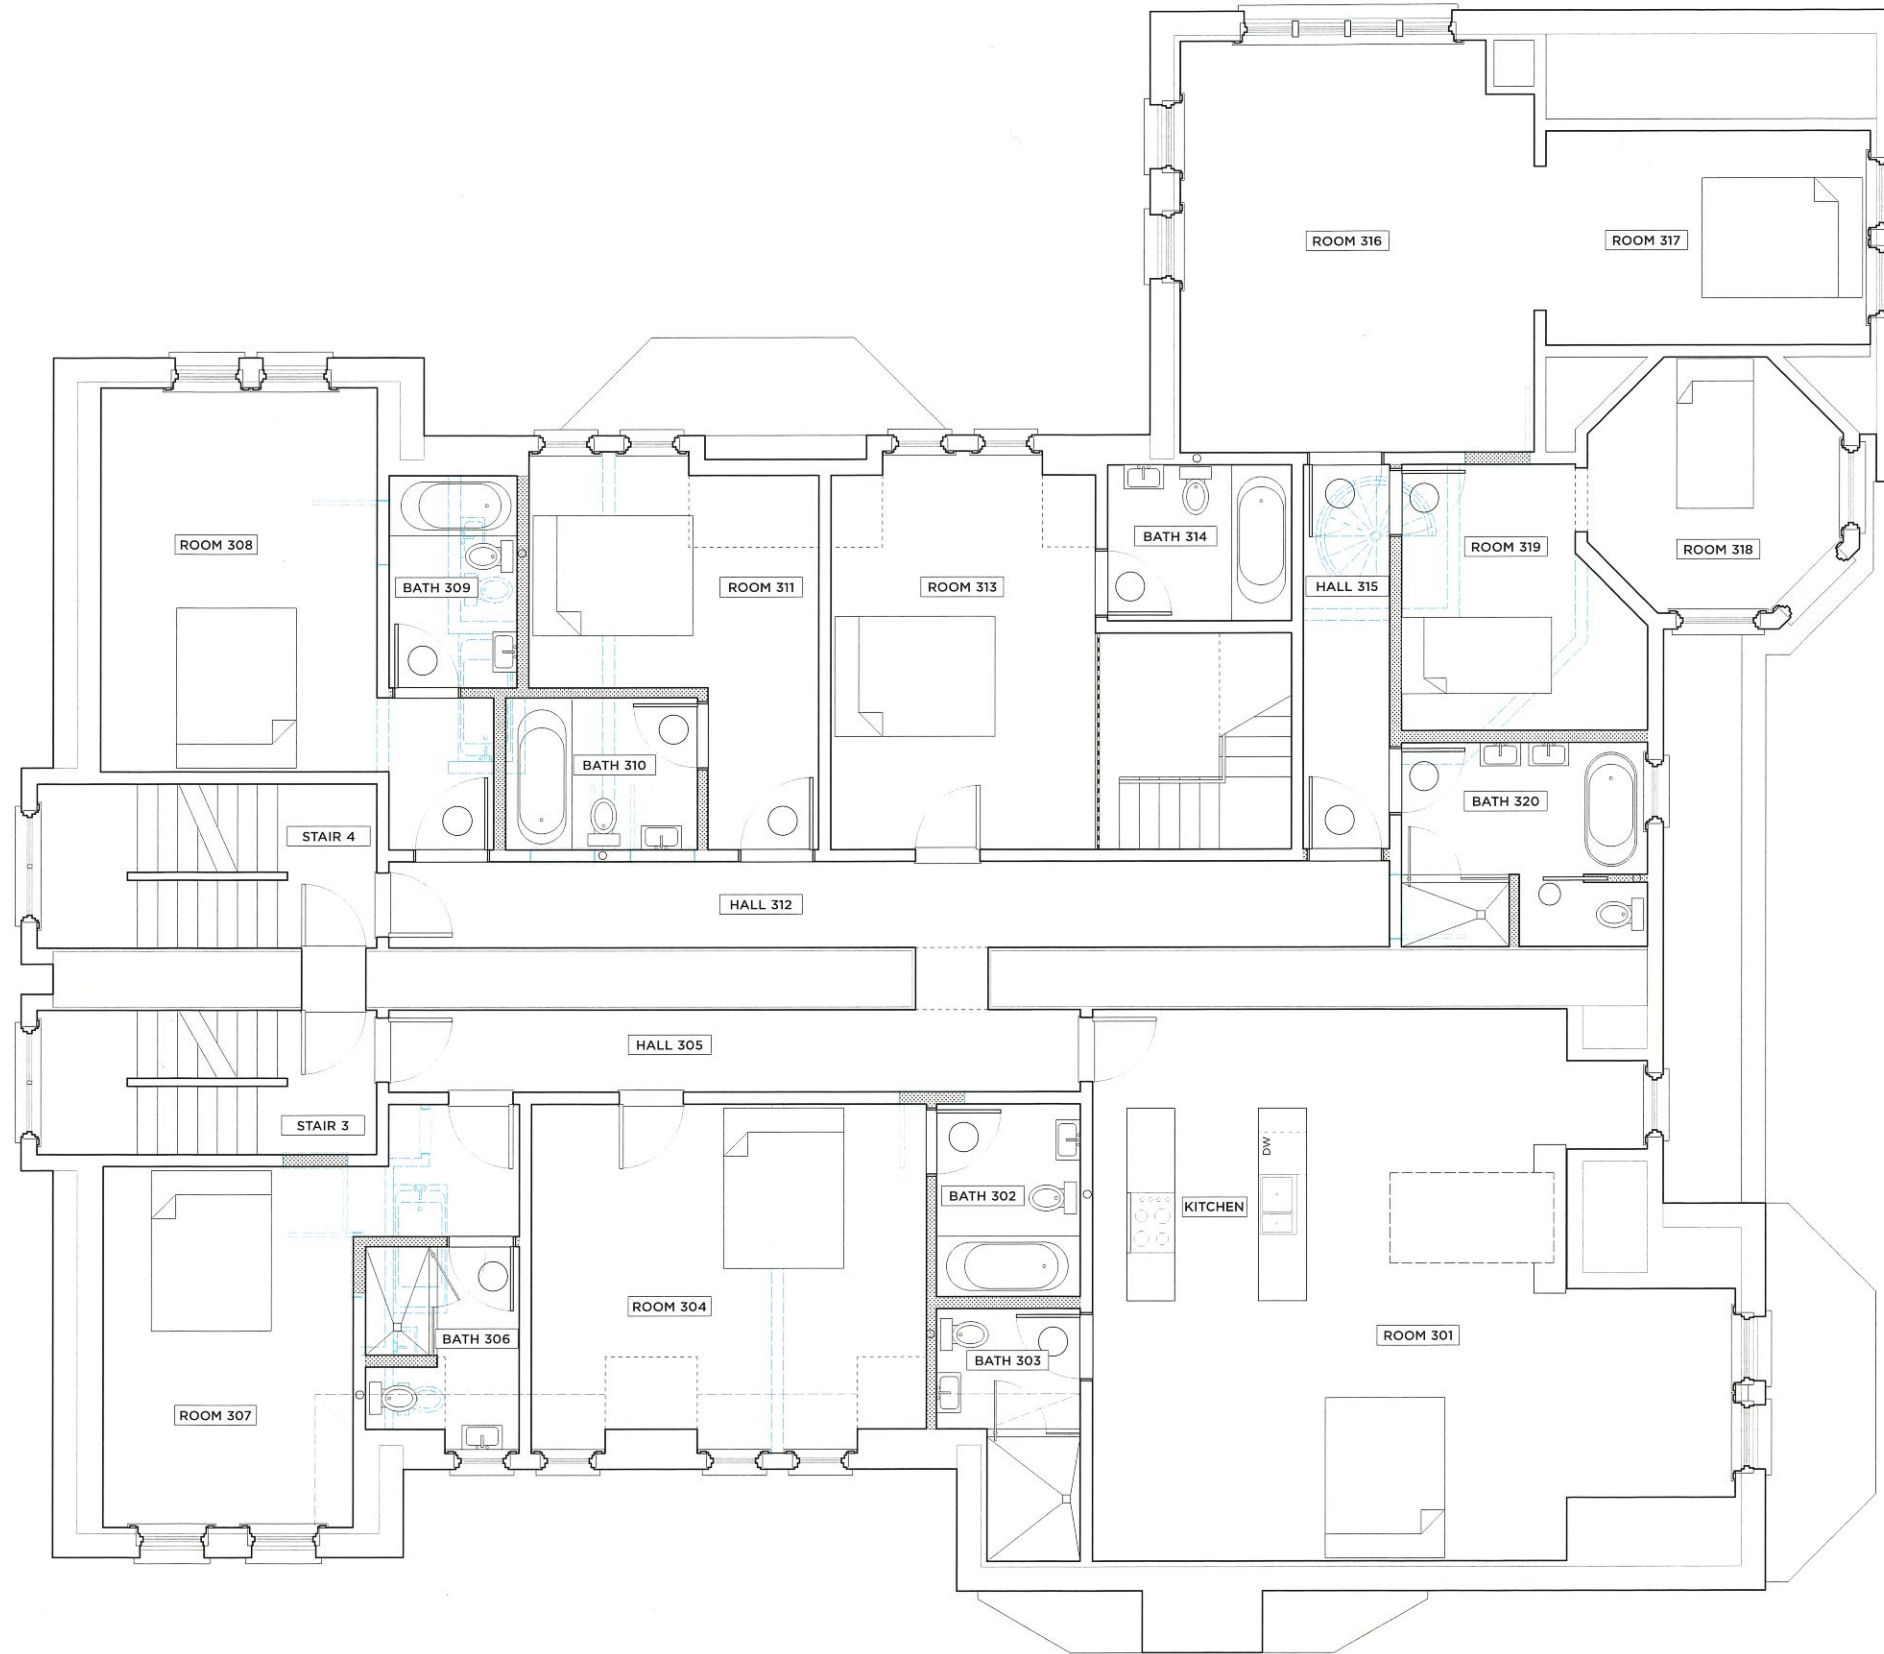 ROOM 316
ROOM 317
ROOM 308
BATH 309
ROOM 311
ROOM 313
BATH 314
HALL 315
ROOM 319
ROOM 318
BATH 310
BATH 320
STAIR 4
HALL 312
HALL 305
STAIR 3
BATH 302
DW
KITCHEN
ROOM 304
BATH 306
BATH 303
ROOM 301
ROOM 307